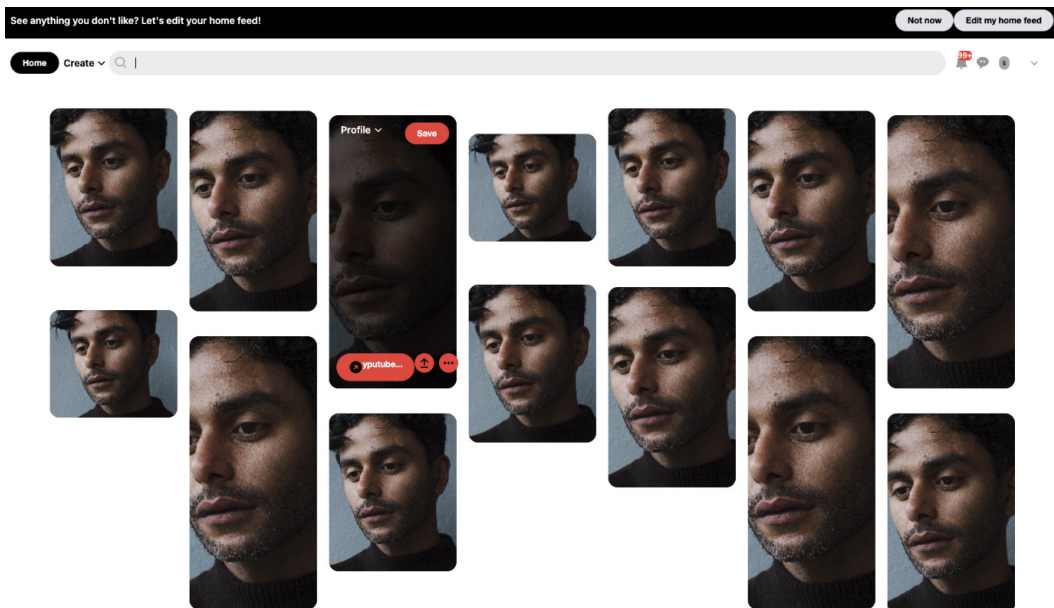 See anything you don't like? Let's edit your home feed!
Not now
Edit my home feed
Home
Create
99+
s
Profile
Save
yputube...